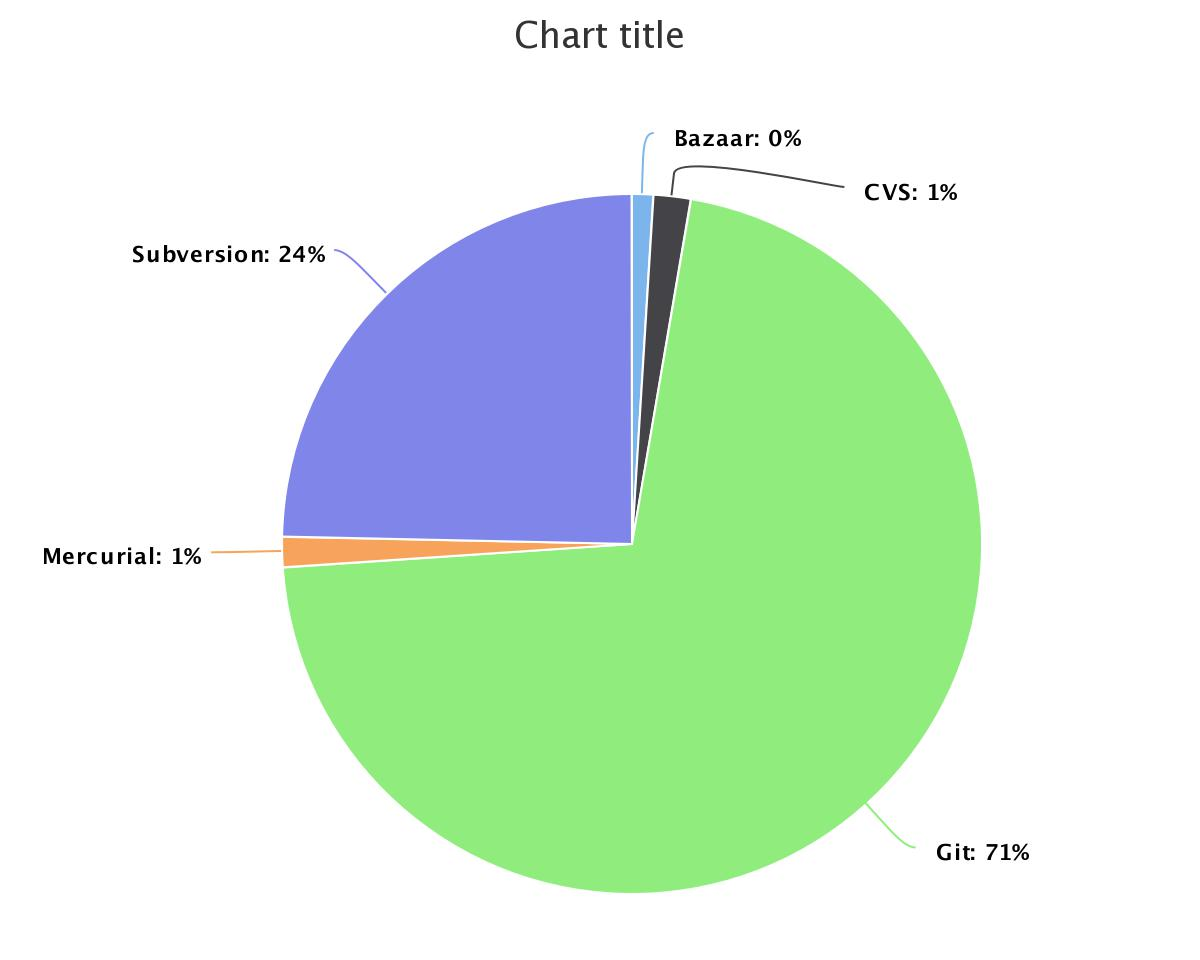 Chart title
Bazaar: 0%
CVS: 1%
Subversion: 24%
Mercurial: 1%
Git: 71%